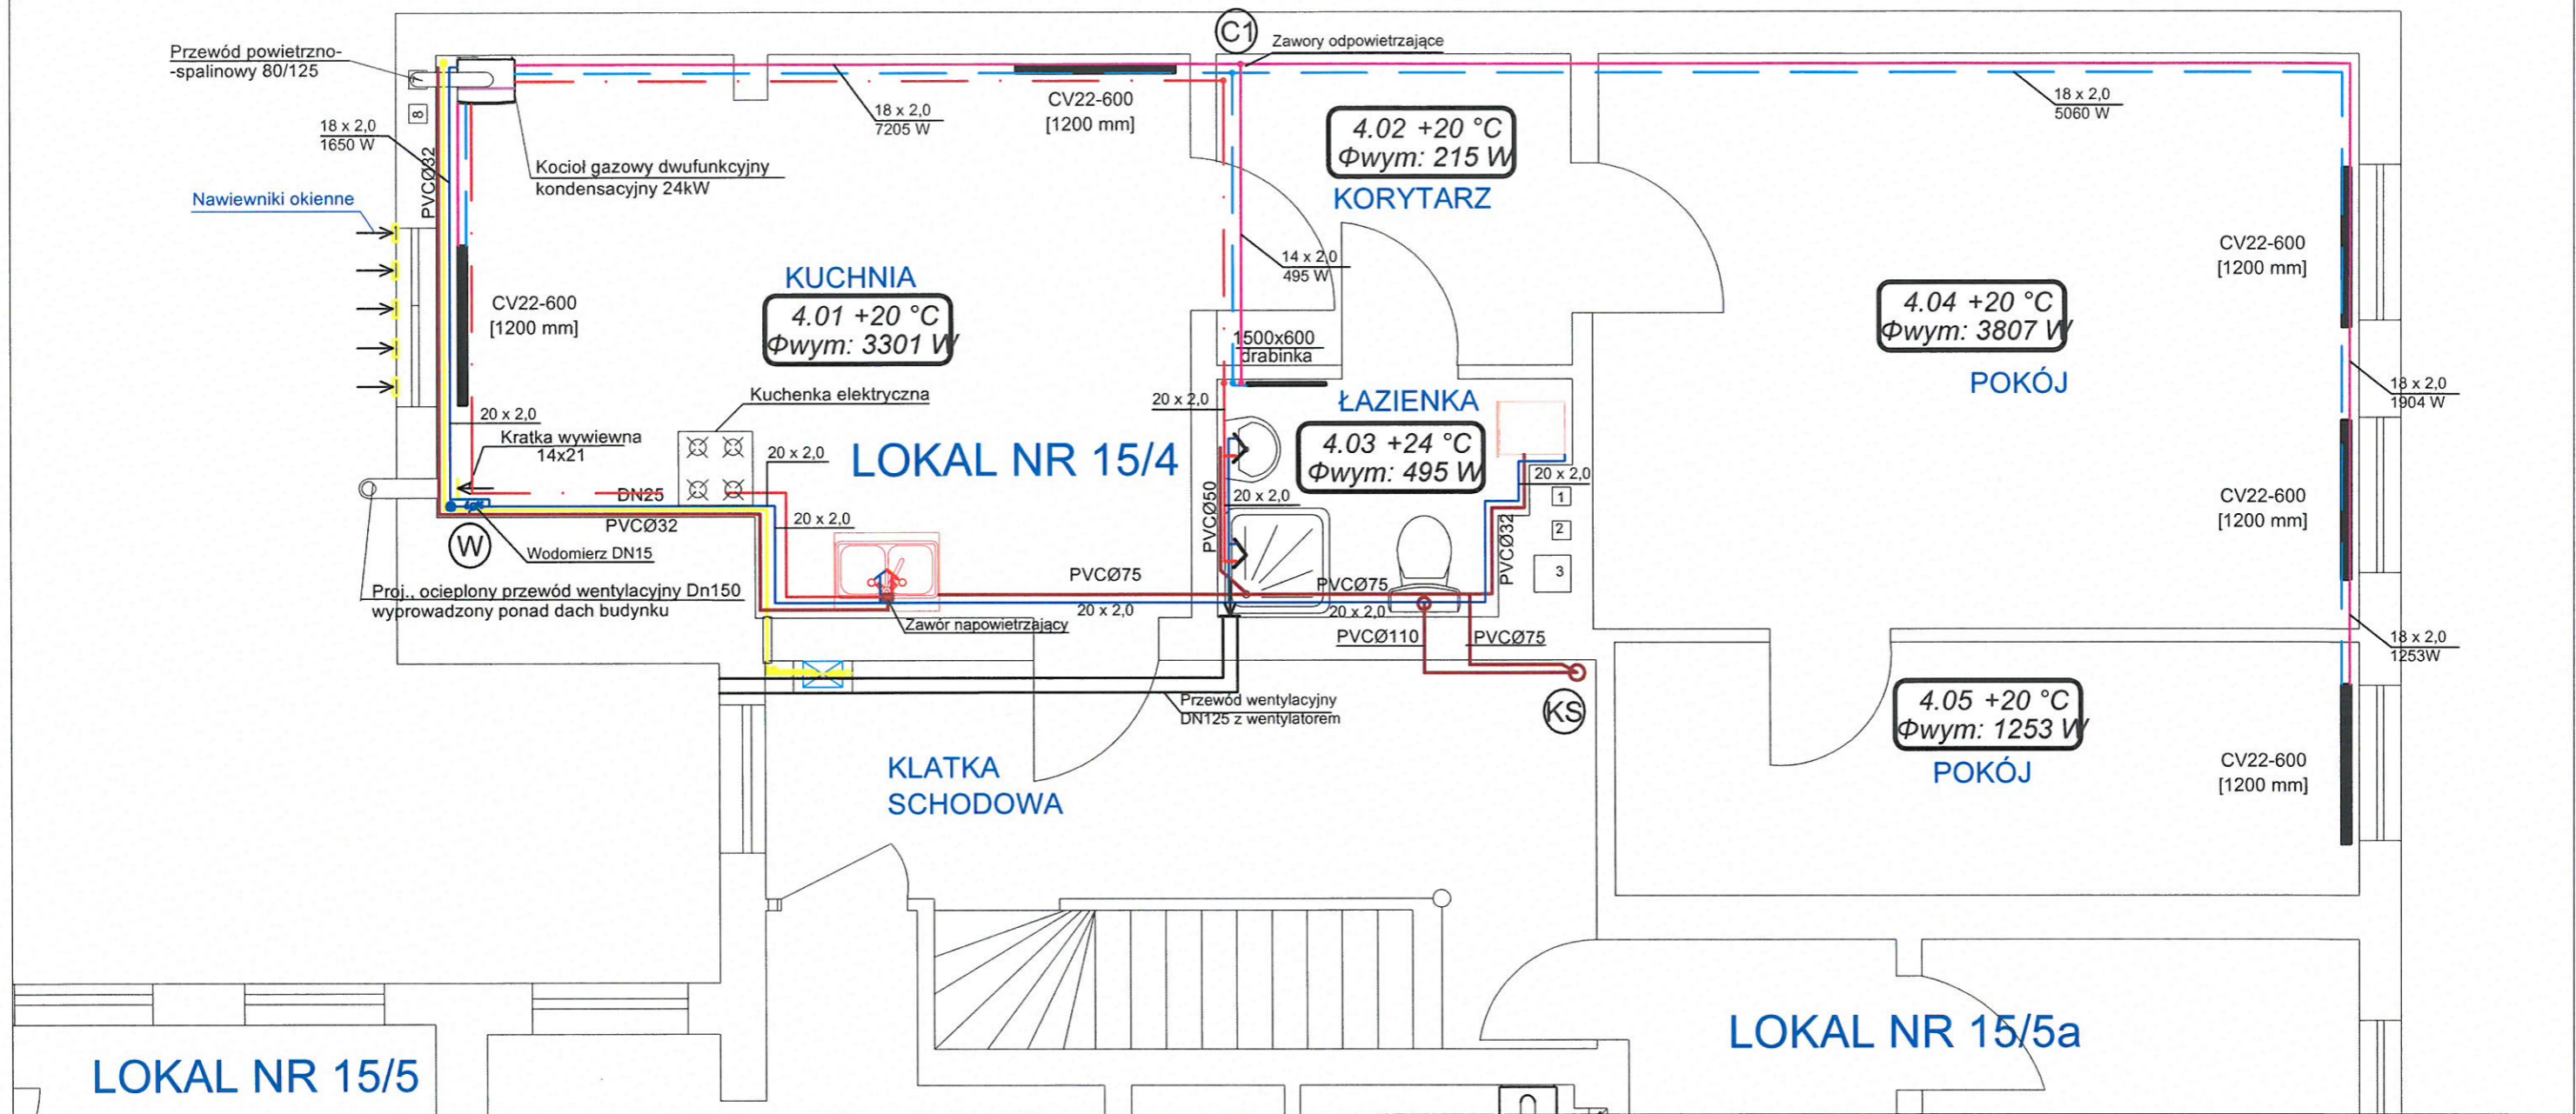 C1
Zawory odpowietrzające
Przewód powietrzno-
-spalinowy 80/125
7
8
18 x 2,0
1650 W
PVCØ32
Nawiewniki okienne
Kocioł gazowy dwufunkcyjny
kondensacyjny 24kW
18 x 2,0
7205 W
CV22-600
[1200 mm]
4.02 +20 °C
Φwym: 215 W
KORYTARZ
18 x 2,0
5060 W
14 x 2,0
495 W
KUCHNIA
4.01 +20 °C
Φwym: 3301 W
CV22-600
[1200 mm]
1500x600
drabinka
CV22-600
[1200 mm]
4.04 +20 °C
Φwym: 3807 W
POKÓJ
18 x 2,0
1904 W
Kuchenka elektryczna
20 x 2,0
20 x 2,0
ŁAZIENKA
4.03 +24 °C
Φwym: 495 W
Kratka wywiewna
14x21
20 x 2,0
LOKAL NR 15/4
20 x 2,0
1
2
3
DN25
PVCØ32
20 x 2,0
PVCØ50
20 x 2,0
PVCØ32
CV22-600
[1200 mm]
W
Wodomierz DN15
Proj., ocieplony przewód wentylacyjny Dn150
wyprowadzony ponad dach budynku
PVCØ75
20 x 2,0
PVCØ75
20 x 2,0
Zawór napowietrzający
PVCØ110
PVCØ75
18 x 2,0
1253W
Przewód wentylacyjny
DN125 z wentylatorem
KS
4.05 +20 °C
Φwym: 1253 W
POKÓJ
CV22-600
[1200 mm]
KLATKA
SCHODOWA
LOKAL NR 15/5
LOKAL NR 15/5a